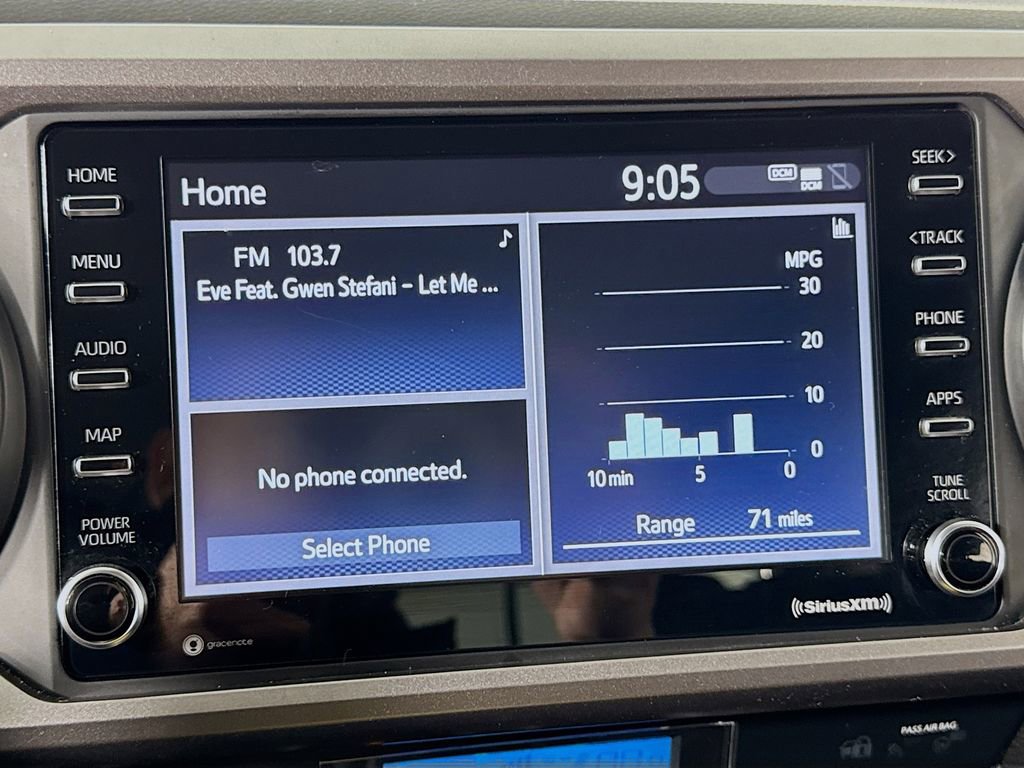 HOME
MENU
AUDIO
MAP
POWER
VOLUME
Home
9:05
DCM
DCM
FM 103.7
Eve Feat. Gwen Stefani - Let Me ...
No phone connected.
Select Phone
MPG
30
20
10
0
10 min 5 0
Range 71 miles
SEEK>
<TRACK
PHONE
APPS
TUNE
SCROLL
gracenote
((SiriusXM))
PASS AIR BAG